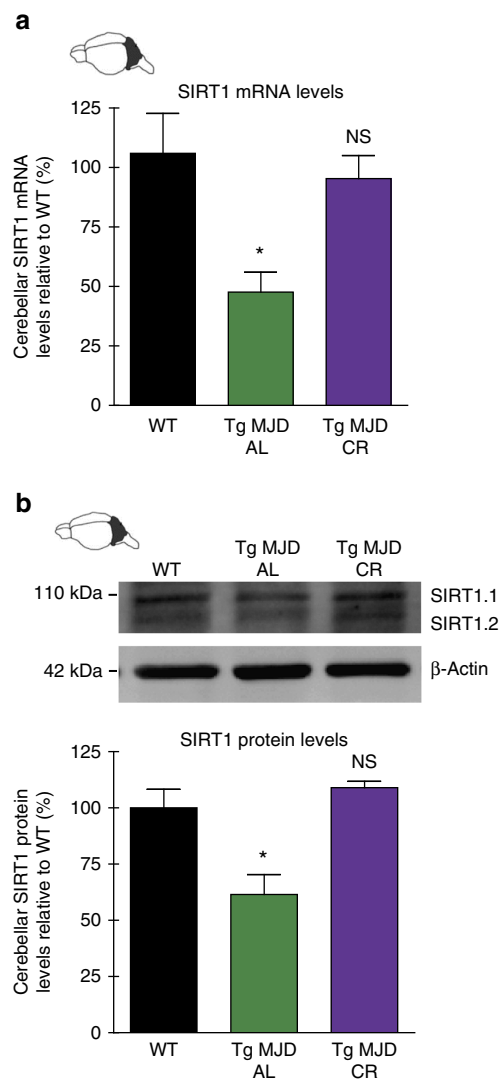 a
SIRT1 mRNA levels
Cerebellar SIRT1 mRNA
levels relative to WT (%)
125
100
75
50
25
0
*
NS
WT
Tg MJD
AL
Tg MJD
CR
b
WT
Tg MJD
AL
Tg MJD
CR
110 kDa
SIRT1.1
SIRT1.2
42 kDa
β-Actin
SIRT1 protein levels
Cerebellar SIRT1 protein
levels relative to WT (%)
125
100
75
50
25
0
*
NS
WT
Tg MJD
AL
Tg MJD
CR